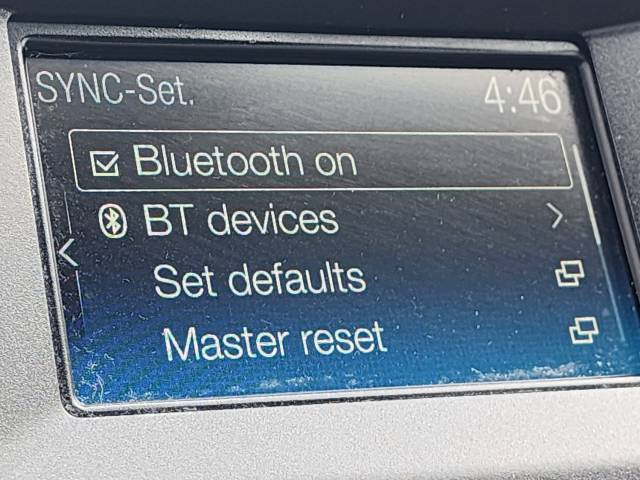 SYNC-Set. 4:46
Bluetooth on
BT devices
Set defaults
Master reset